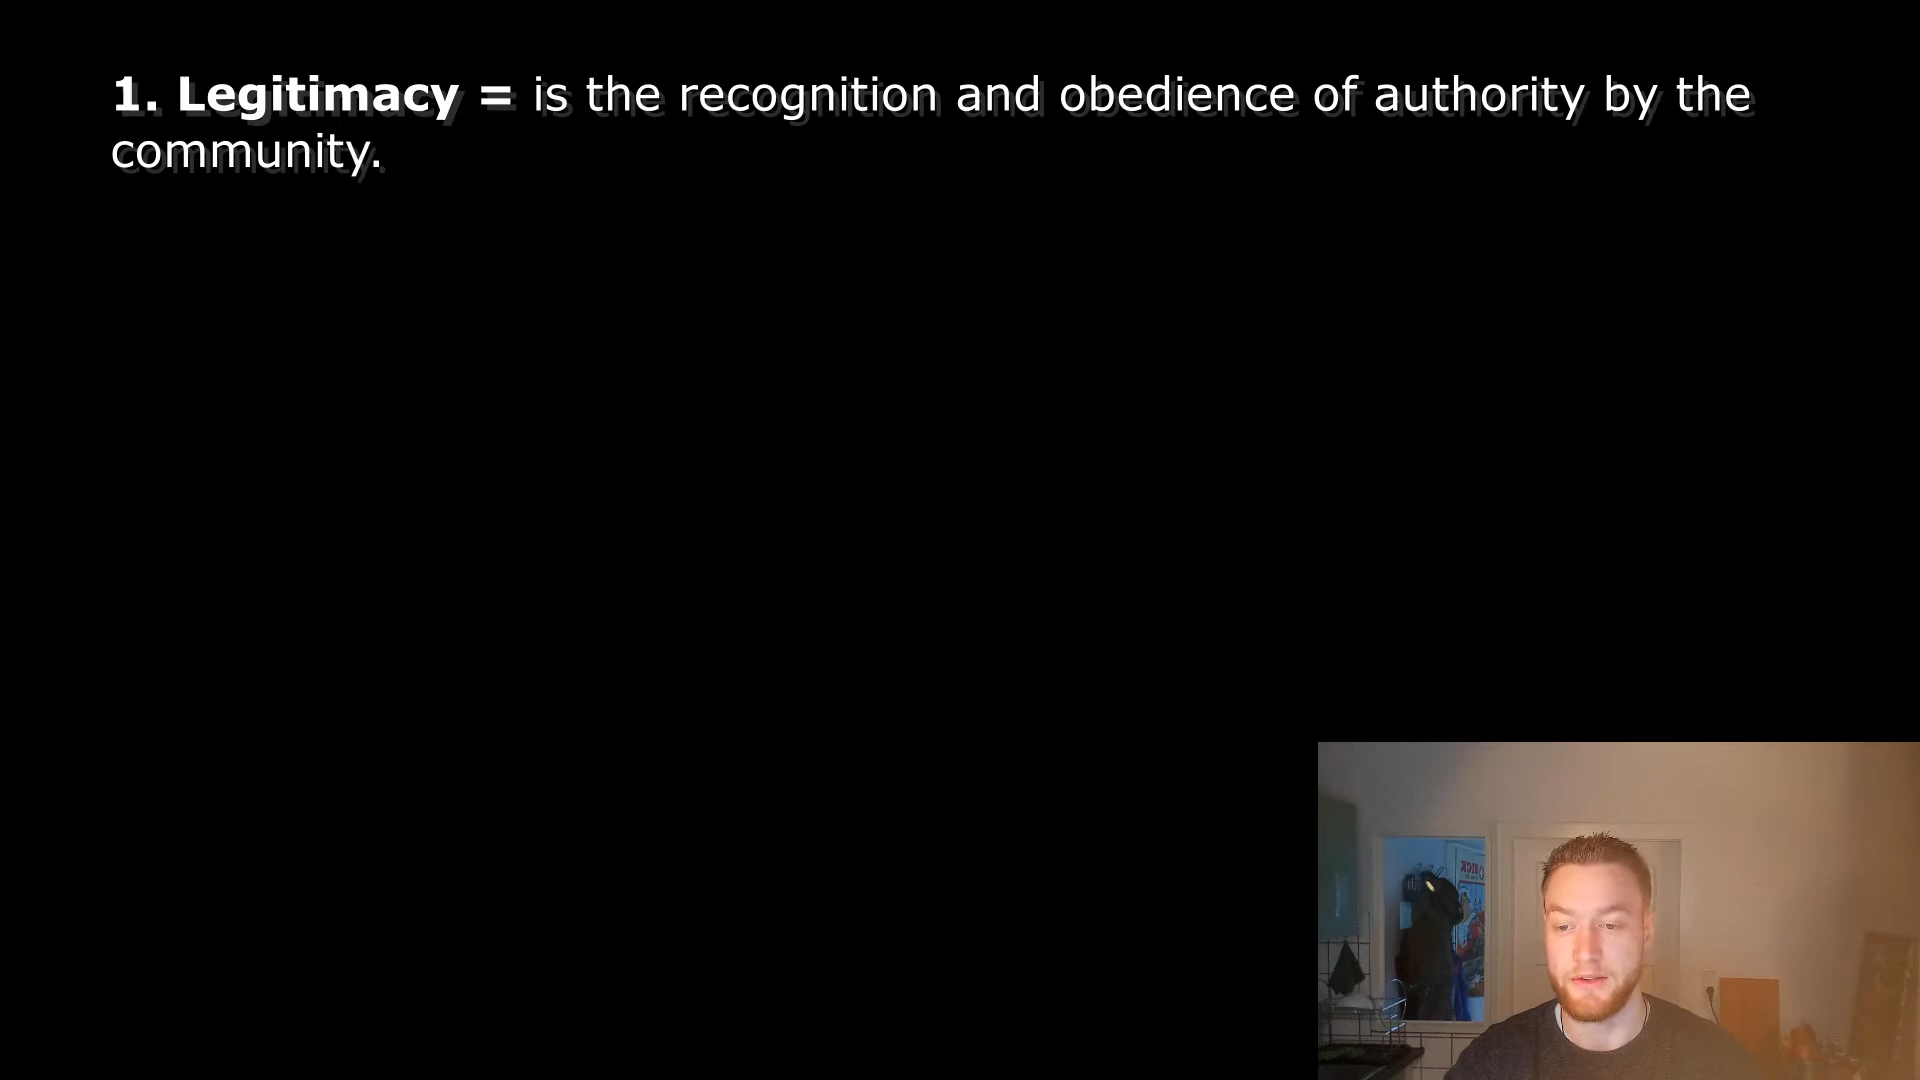 1. Legitimacy = is the recognition and obedience of authority by the
community.